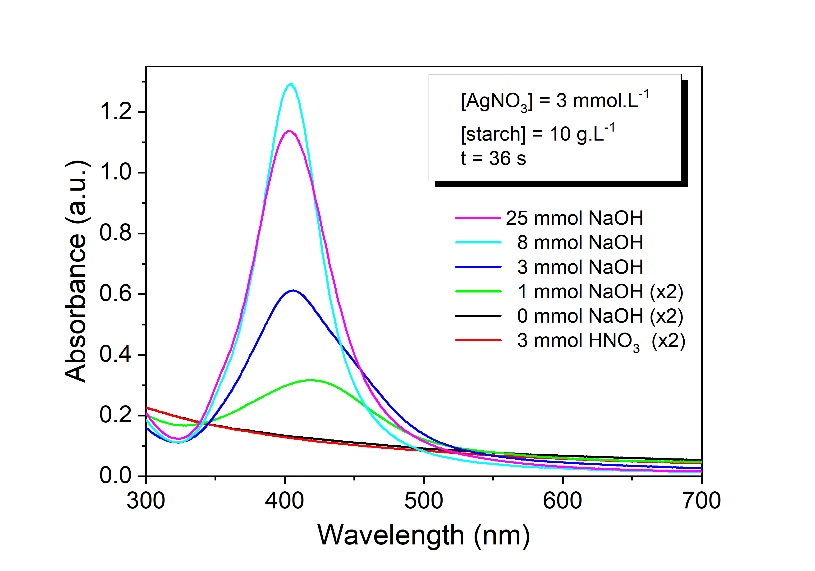 [AgNO₃] = 3 mmol.L⁻¹
[starch] = 10 g.L⁻¹
t = 36 s
25 mmol NaOH
8 mmol NaOH
3 mmol NaOH
1 mmol NaOH (x2)
0 mmol NaOH (x2)
3 mmol HNO₃ (x2)
Absorbance (a.u.)
1.2
1.0
0.8
0.6
0.4
0.2
0.0
300 400 500 600 700
Wavelength (nm)